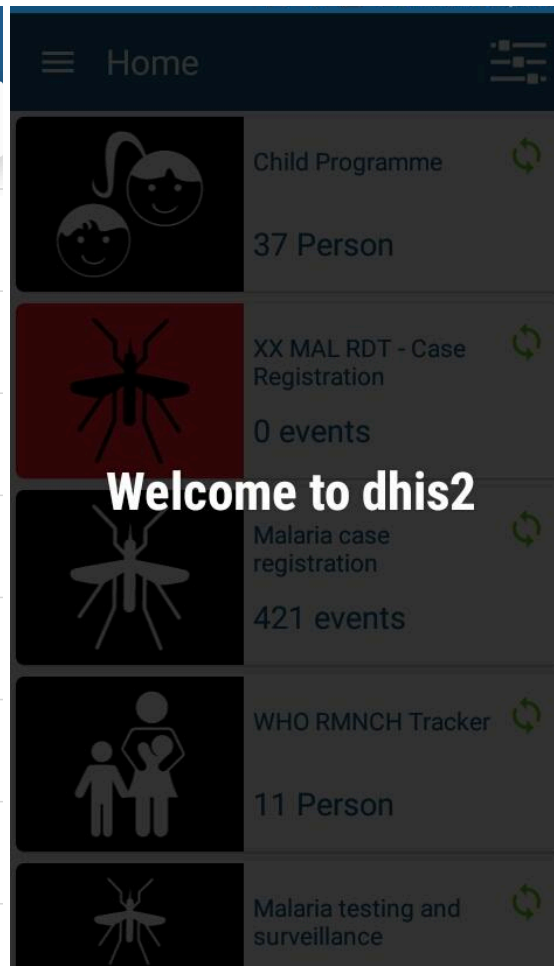 Home
Child Programme
37 Person
XX MAL RDT - Case
Registration
0 events
Welcome to dhis2
Malaria case
registration
421 events
WHO RMNCH Tracker
11 Person
Malaria testing and
surveillance